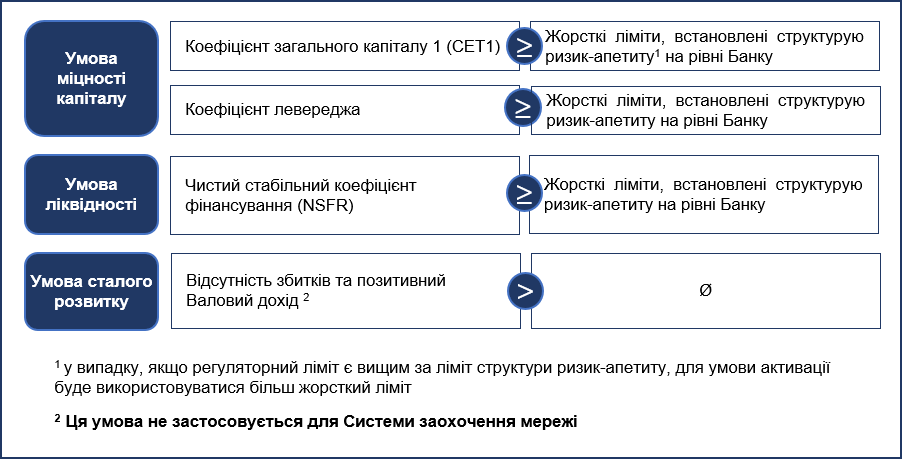 Умова
міцності
капіталу
Коефіцієнт загального капіталу 1 (CET1)
≥
Жорсткі ліміти, встановлені структурую
ризик-апетиту¹ на рівні Банку
Коефіцієнт левереджа
≥
Жорсткі ліміти, встановлені структурую
ризик-апетиту на рівні Банку
Умова
ліквідності
Чистий стабільний коефіцієнт
фінансування (NSFR)
≥
Жорсткі ліміти, встановлені структурую
ризик-апетиту на рівні Банку
Умова сталого
розвитку
Відсутність збитків та позитивний
Валовий дохід ²
>
Ø
¹ у випадку, якщо регуляторний ліміт є вищим за ліміт структури ризик-апетиту, для умови активації
буде використовуватися більш жорсткий ліміт
² Ця умова не застосовується для Системи заохочення мережі